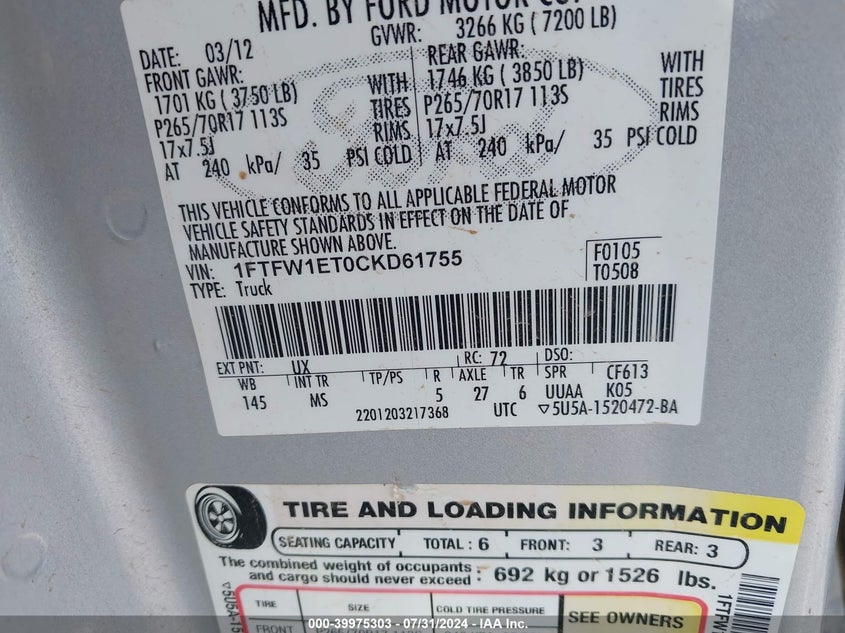 MFD. BY FORD MOTOR CO.
GVWR: 3266 KG ( 7200 LB)
DATE: 03/12
FRONT GAWR: REAR GAWR:
1701 KG ( 3750 LB) WITH 1746 KG ( 3850 LB) WITH
P265/70R17 113S TIRES P265/70R17 113S TIRES
17x7.5J RIMS 17x7.5J RIMS
AT 240 kPa/ 35 PSI COLD AT 240 kPa/ 35 PSI COLD
Ford
THIS VEHICLE CONFORMS TO ALL APPLICABLE FEDERAL MOTOR
VEHICLE SAFETY STANDARDS IN EFFECT ON THE DATE OF
MANUFACTURE SHOWN ABOVE.
VIN: 1FTFW1ET0CKD61755 F0105
TYPE: Truck T0508
EXT PNT: UX RC: 72 DSO:
WB INT TR TP/PS R AXLE TR SPR CF613
145 MS 5 27 6 UUAA K05
2201203217368 UTC ▽5U5A-1520472-BA
TIRE AND LOADING INFORMATION
SEATING CAPACITY TOTAL : 6 FRONT: 3 REAR: 3
The combined weight of occupants
and cargo should never exceed : 692 kg or 1526 lbs.
TIRE SIZE COLD TIRE PRESSURE SEE OWNERS
FRONT
▽5U5A-15
1FTFW
000-39975303 - 07/31/2024 - IAA Inc.